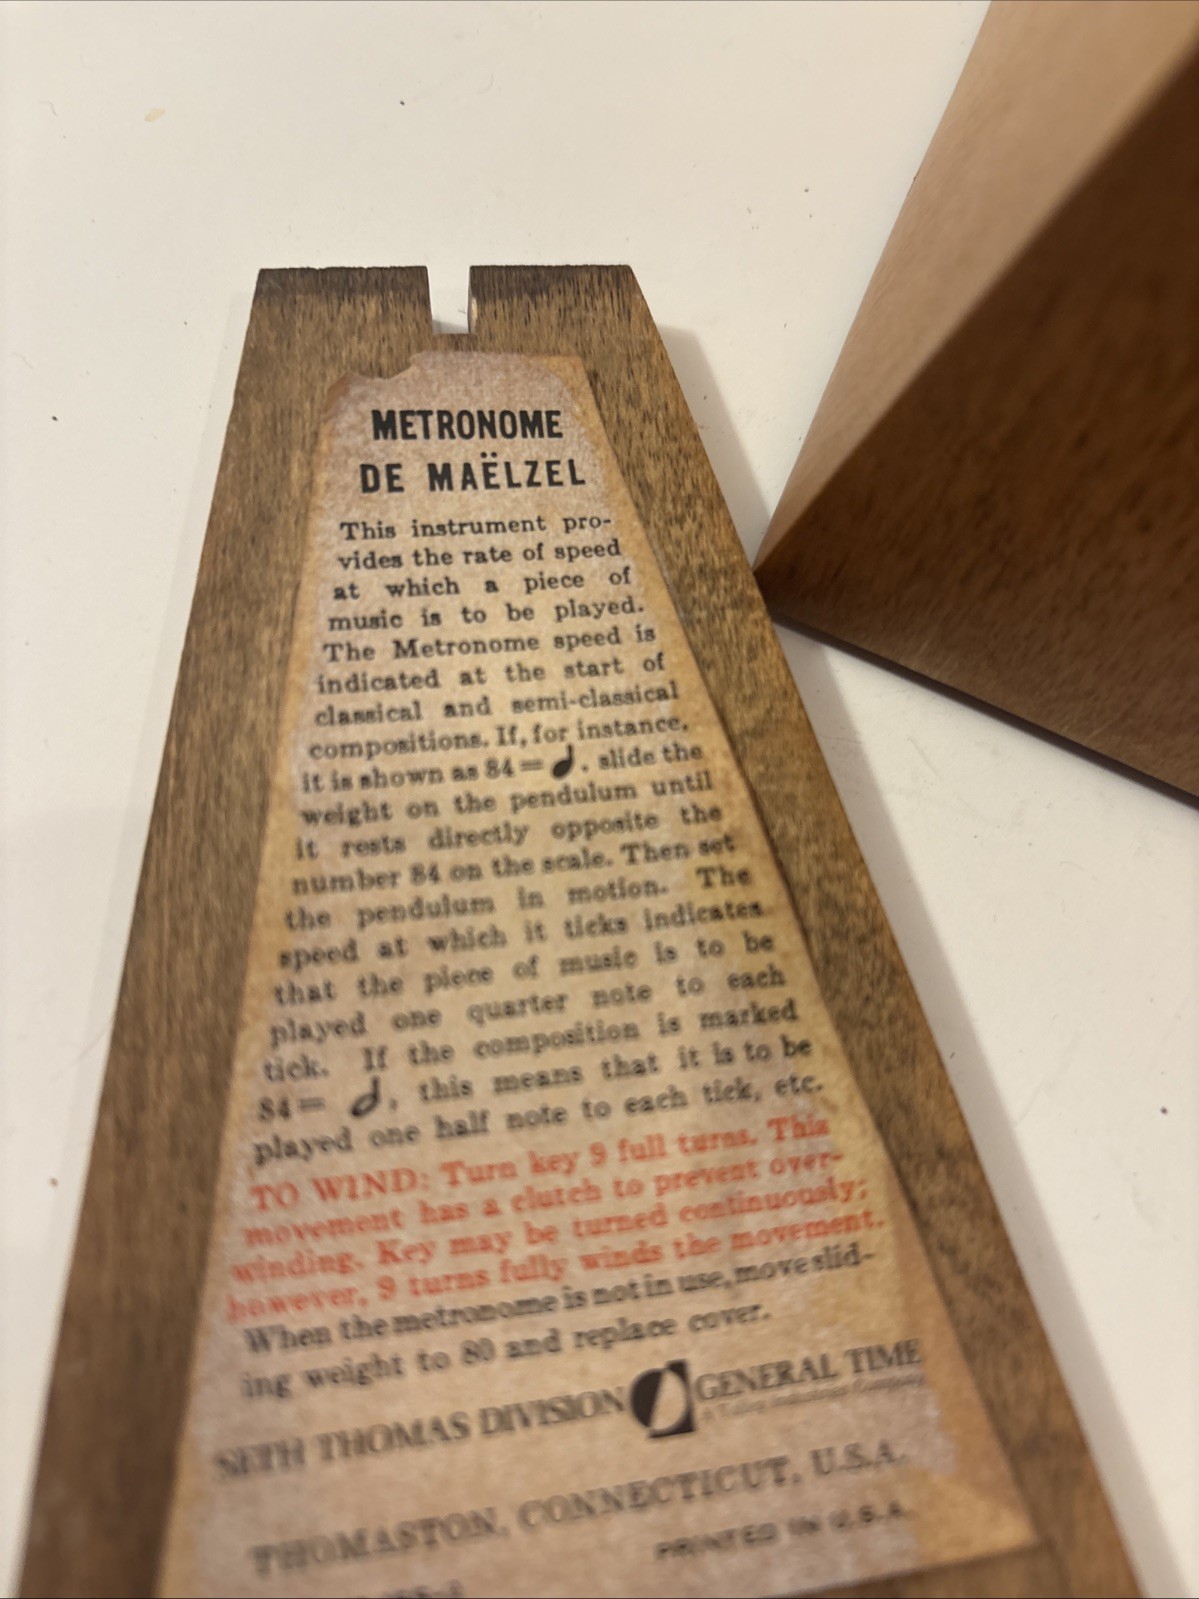 METRONOME
DE MAËLZEL
This instrument pro-
vides the rate of speed
at which a piece of
music is to be played.
The Metronome speed is
indicated at the start of
classical and semi-classical
compositions. If, for instance,
it is shown as 84 = ♩, slide the
weight on the pendulum until
it rests directly opposite the
number 84 on the scale. Then set
the pendulum in motion. The
speed at which it ticks indicates
that the piece of music is to be
played one quarter note to each
tick. If the composition is marked
84 = 𝅗𝅥, this means that it is to be
played one half note to each tick, etc.
TO WIND: Turn key 9 full turns. This
movement has a clutch to prevent over-
winding. Key may be turned continuously;
however, 9 turns fully winds the movement.
When the metronome is not in use, move slid-
ing weight to 80 and replace cover.
SETH THOMAS DIVISION GENERAL TIME
THOMASTON, CONNECTICUT, U.S.A.
PRINTED IN U.S.A.